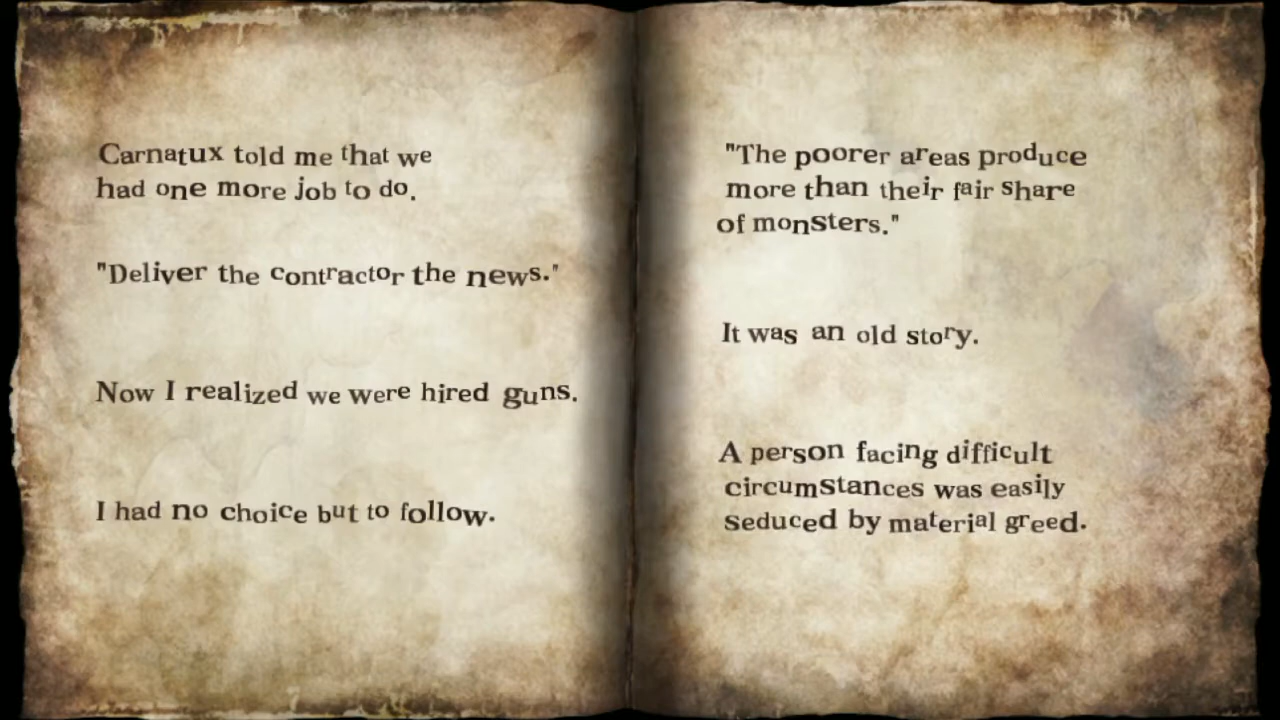 Carnatux told me that we
had one more job to do.
"Deliver the contractor the news."
Now I realized we were hired guns.
I had no choice but to follow.
"The poorer areas produce
more than their fair share
of monsters."
It was an old story.
A person facing difficult
circumstances was easily
seduced by material greed.